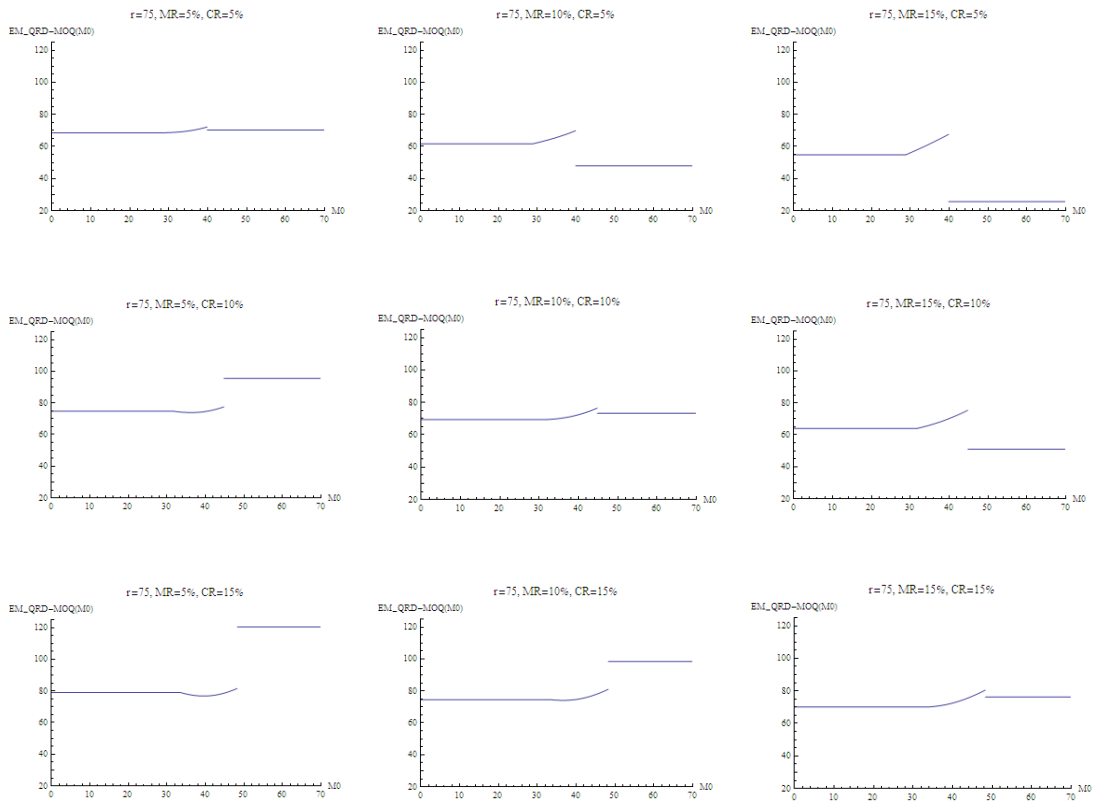 r=75, MR=5%, CR=5%
EM_QRD-MOQ(M0)
120
100
80
60
40
20
0 10 20 30 40 50 60 70 M0
r=75, MR=10%, CR=5%
EM_QRD-MOQ(M0)
120
100
80
60
40
20
0 10 20 30 40 50 60 70 M0
r=75, MR=15%, CR=5%
EM_QRD-MOQ(M0)
120
100
80
60
40
20
0 10 20 30 40 50 60 70 M0
r=75, MR=5%, CR=10%
EM_QRD-MOQ(M0)
120
100
80
60
40
20
0 10 20 30 40 50 60 70 M0
r=75, MR=10%, CR=10%
EM_QRD-MOQ(M0)
120
100
80
60
40
20
0 10 20 30 40 50 60 70 M0
r=75, MR=15%, CR=10%
EM_QRD-MOQ(M0)
120
100
80
60
40
20
0 10 20 30 40 50 60 70 M0
r=75, MR=5%, CR=15%
EM_QRD-MOQ(M0)
120
100
80
60
40
20
0 10 20 30 40 50 60 70 M0
r=75, MR=10%, CR=15%
EM_QRD-MOQ(M0)
120
100
80
60
40
20
0 10 20 30 40 50 60 70 M0
r=75, MR=15%, CR=15%
EM_QRD-MOQ(M0)
120
100
80
60
40
20
0 10 20 30 40 50 60 70 M0